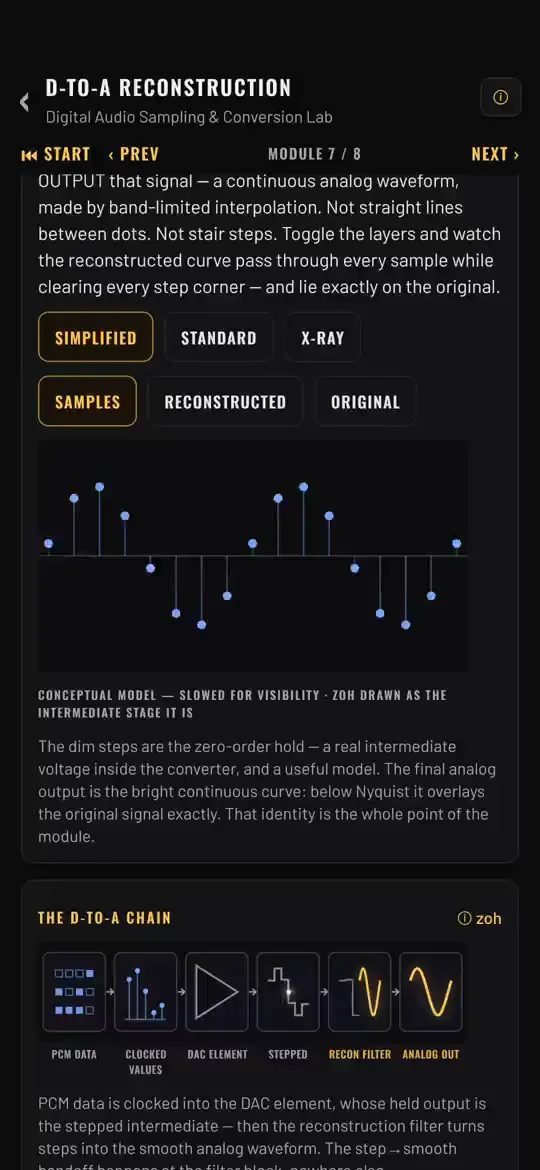 D-TO-A RECONSTRUCTION
Digital Audio Sampling & Conversion Lab
⏮ START ‹ PREV MODULE 7 / 8 NEXT ›
OUTPUT that signal — a continuous analog waveform,
made by band-limited interpolation. Not straight lines
between dots. Not stair steps. Toggle the layers and watch
the reconstructed curve pass through every sample while
clearing every step corner — and lie exactly on the original.
SIMPLIFIED STANDARD X-RAY
SAMPLES RECONSTRUCTED ORIGINAL
CONCEPTUAL MODEL — SLOWED FOR VISIBILITY · ZOH DRAWN AS THE
INTERMEDIATE STAGE IT IS
The dim steps are the zero-order hold — a real intermediate
voltage inside the converter, and a useful model. The final analog
output is the bright continuous curve: below Nyquist it overlays
the original signal exactly. That identity is the whole point of the
module.
THE D-TO-A CHAIN ⓘ zoh
PCM DATA CLOCKED VALUES DAC ELEMENT STEPPED RECON FILTER ANALOG OUT
PCM data is clocked into the DAC element, whose held output is
the stepped intermediate — then the reconstruction filter turns
steps into the smooth analog waveform. The step→smooth
handoff happens at the filter block, nowhere else.